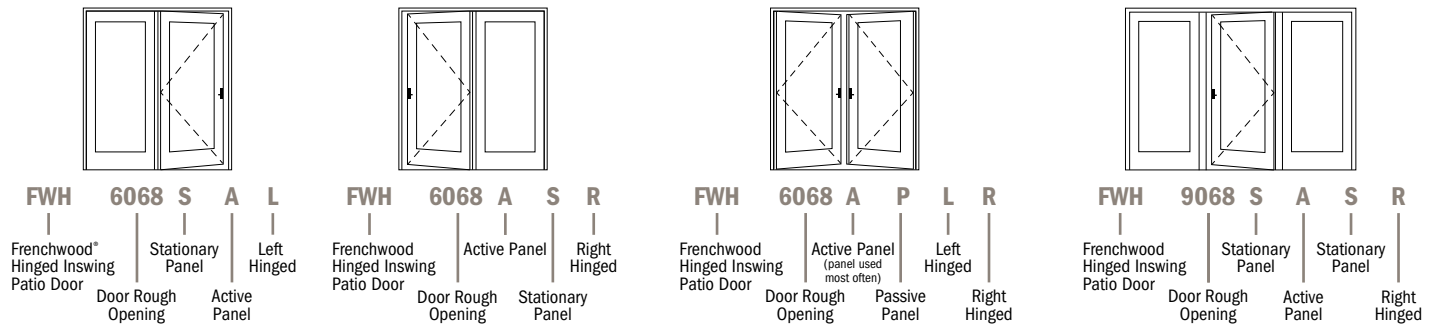 FWH 6068 S A L
Frenchwood®
Hinged Inswing
Patio Door
Door Rough
Opening
Stationary
Panel
Active
Panel
Left
Hinged
FWH 6068 A S R
Frenchwood
Hinged Inswing
Patio Door
Door Rough
Opening
Active Panel
Stationary
Panel
Right
Hinged
FWH 6068 A P L R
Frenchwood
Hinged Inswing
Patio Door
Door Rough
Opening
Active Panel
(panel used
most often)
Passive
Panel
Left
Hinged
Right
Hinged
FWH 9068 S A S R
Frenchwood
Hinged Inswing
Patio Door
Door Rough
Opening
Stationary
Panel
Active
Panel
Stationary
Panel
Right
Hinged